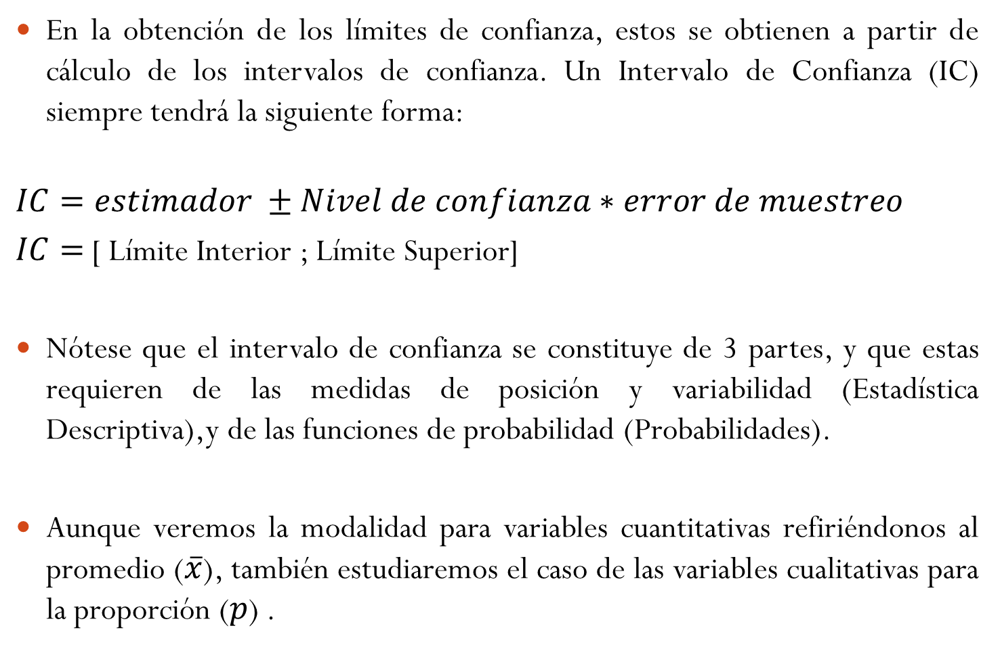 • En la obtención de los límites de confianza, estos se obtienen a partir de
cálculo de los intervalos de confianza. Un Intervalo de Confianza (IC)
siempre tendrá la siguiente forma:
IC = estimador ± Nivel de confianza * error de muestreo
IC = [ Límite Interior ; Límite Superior]
• Nótese que el intervalo de confianza se constituye de 3 partes, y que estas
requieren de las medidas de posición y variabilidad (Estadística
Descriptiva),y de las funciones de probabilidad (Probabilidades).
• Aunque veremos la modalidad para variables cuantitativas refiriéndonos al
promedio (x̄), también estudiaremos el caso de las variables cualitativas para
la proporción (p) .